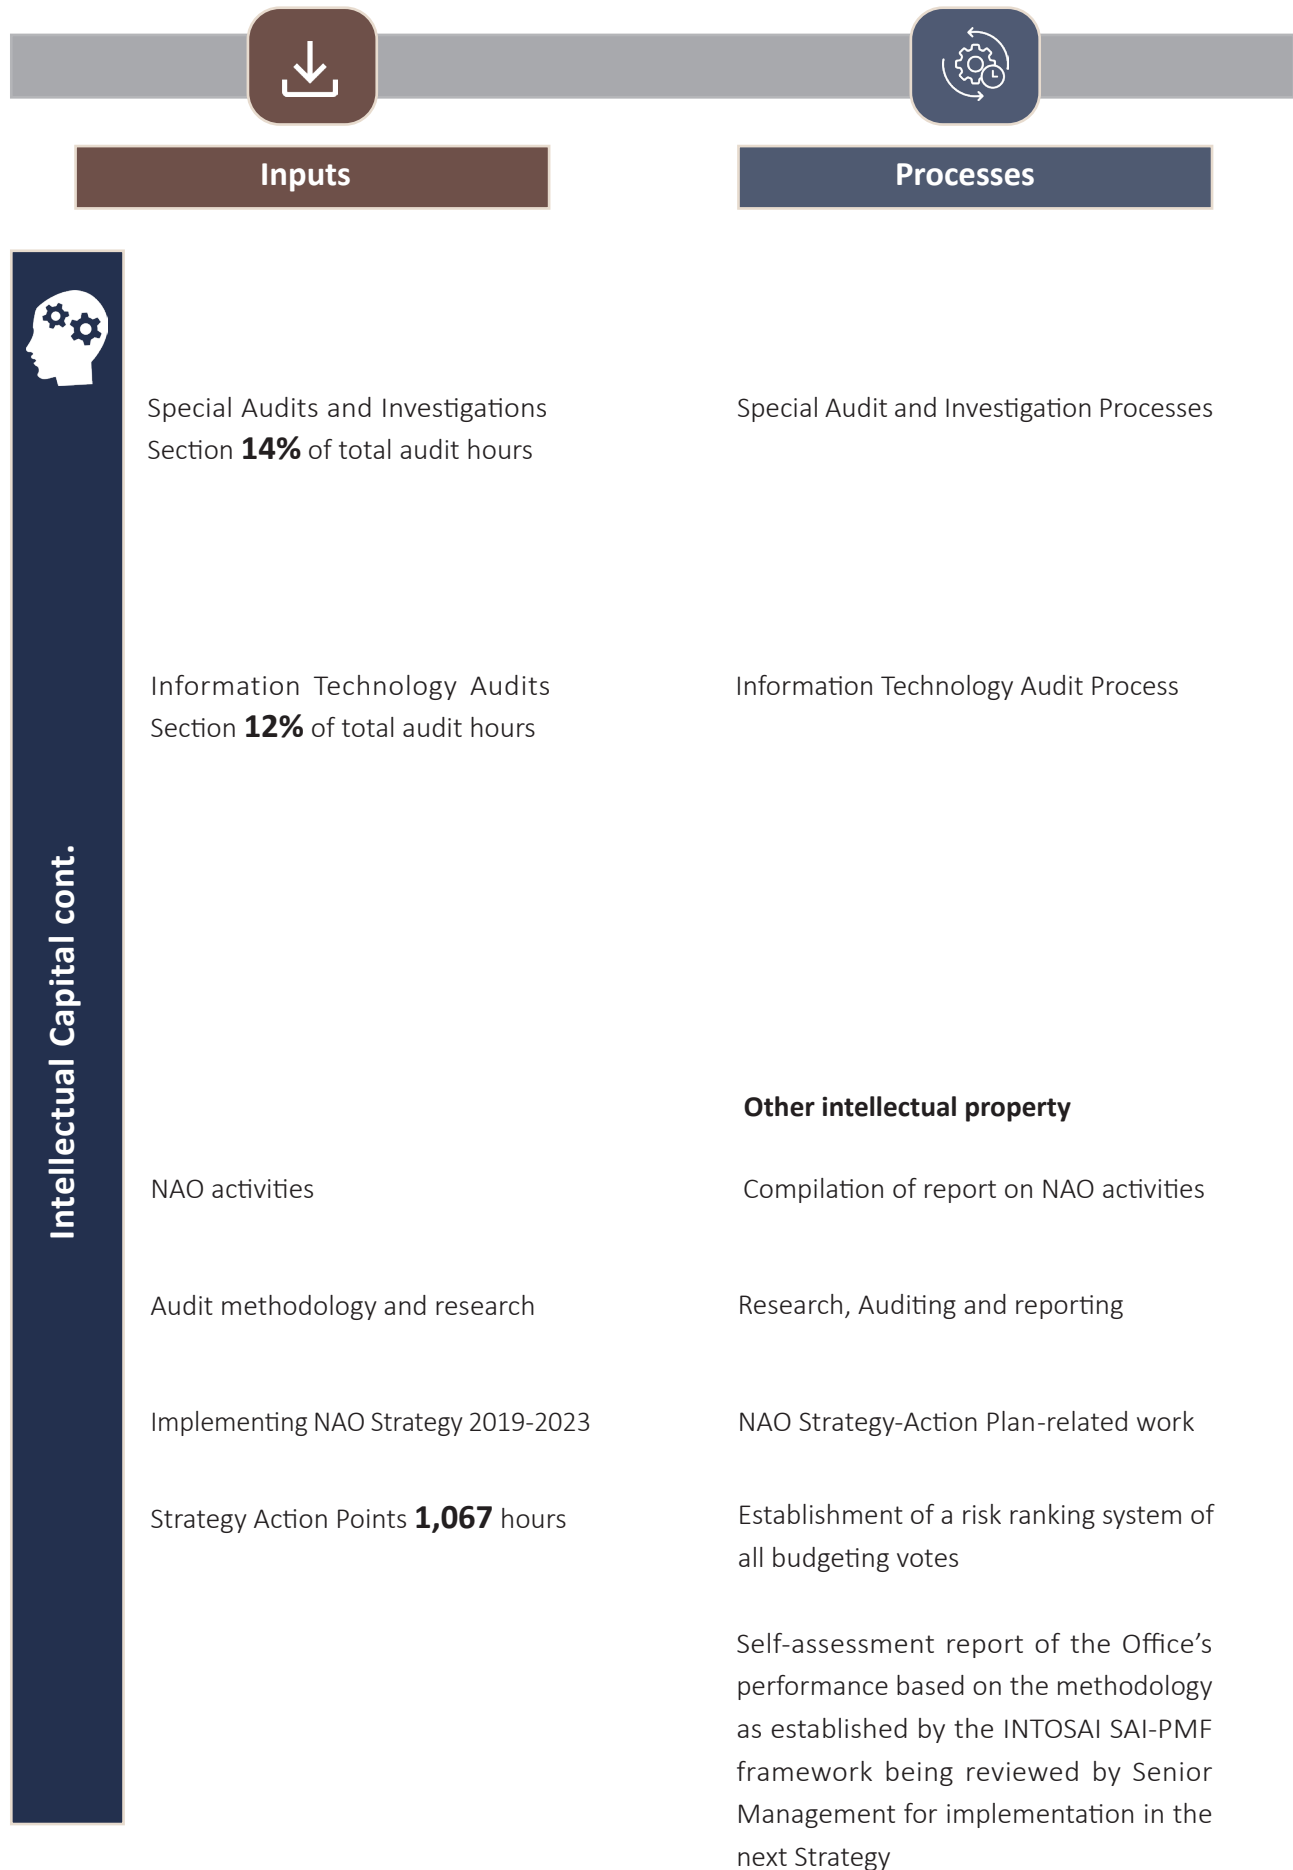 Inputs
Processes
Intellectual Capital cont.
Special Audits and Investigations
Section 14% of total audit hours
Special Audit and Investigation Processes
Information Technology Audits
Section 12% of total audit hours
Information Technology Audit Process
Other intellectual property
NAO activities
Compilation of report on NAO activities
Audit methodology and research
Research, Auditing and reporting
Implementing NAO Strategy 2019-2023
NAO Strategy-Action Plan-related work
Strategy Action Points 1,067 hours
Establishment of a risk ranking system of
all budgeting votes
Self-assessment report of the Office’s
performance based on the methodology
as established by the INTOSAI SAI-PMF
framework being reviewed by Senior
Management for implementation in the
next Strategy